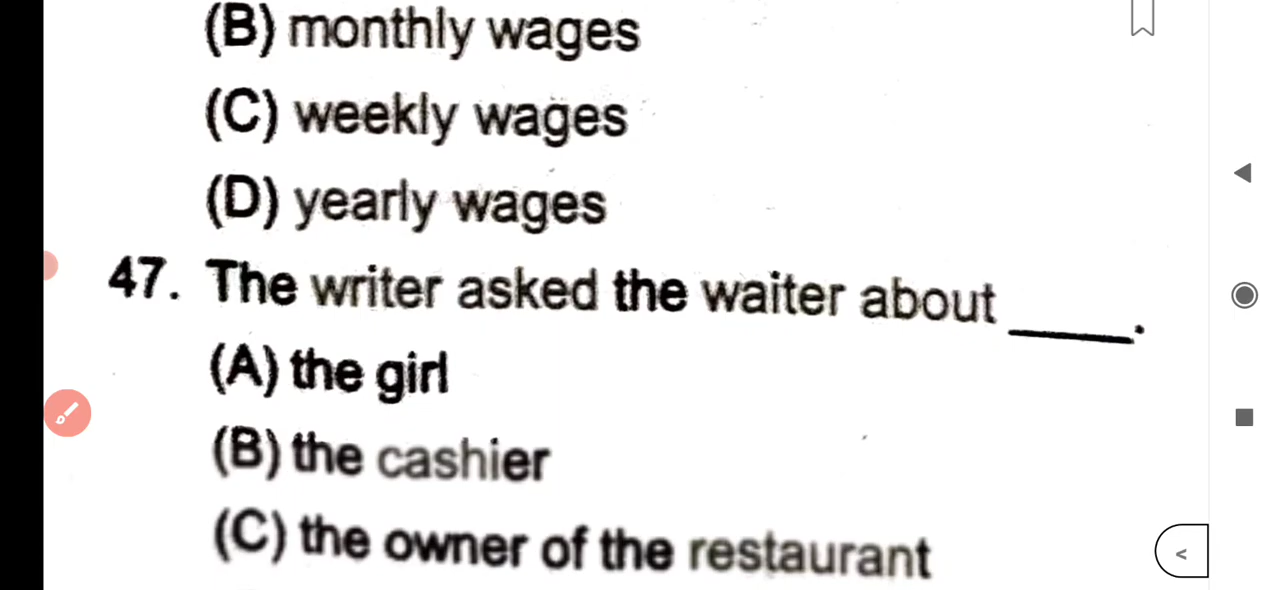 (B) monthly wages
(C) weekly wages
(D) yearly wages
47. The writer asked the waiter about ____.
(A) the girl
(B) the cashier
(C) the owner of the restaurant